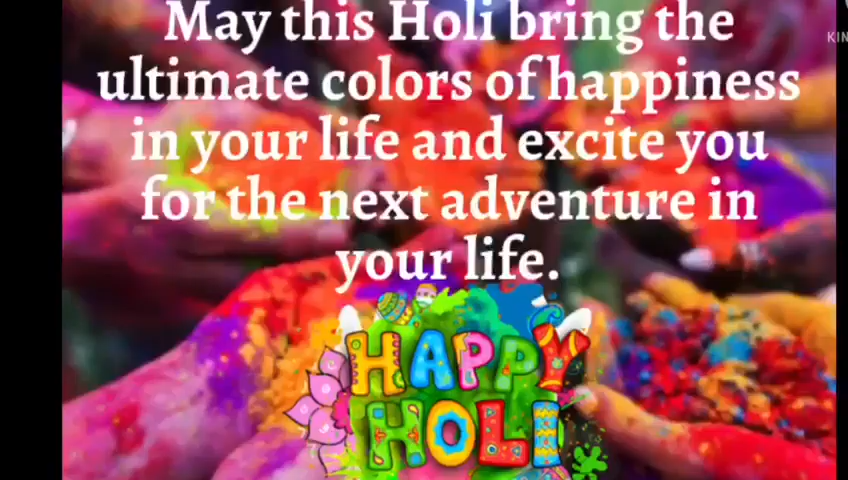 May this Holi bring the
ultimate colors of happiness
in your life and excite you
for the next adventure in
your life.
HAPPY
HOLI